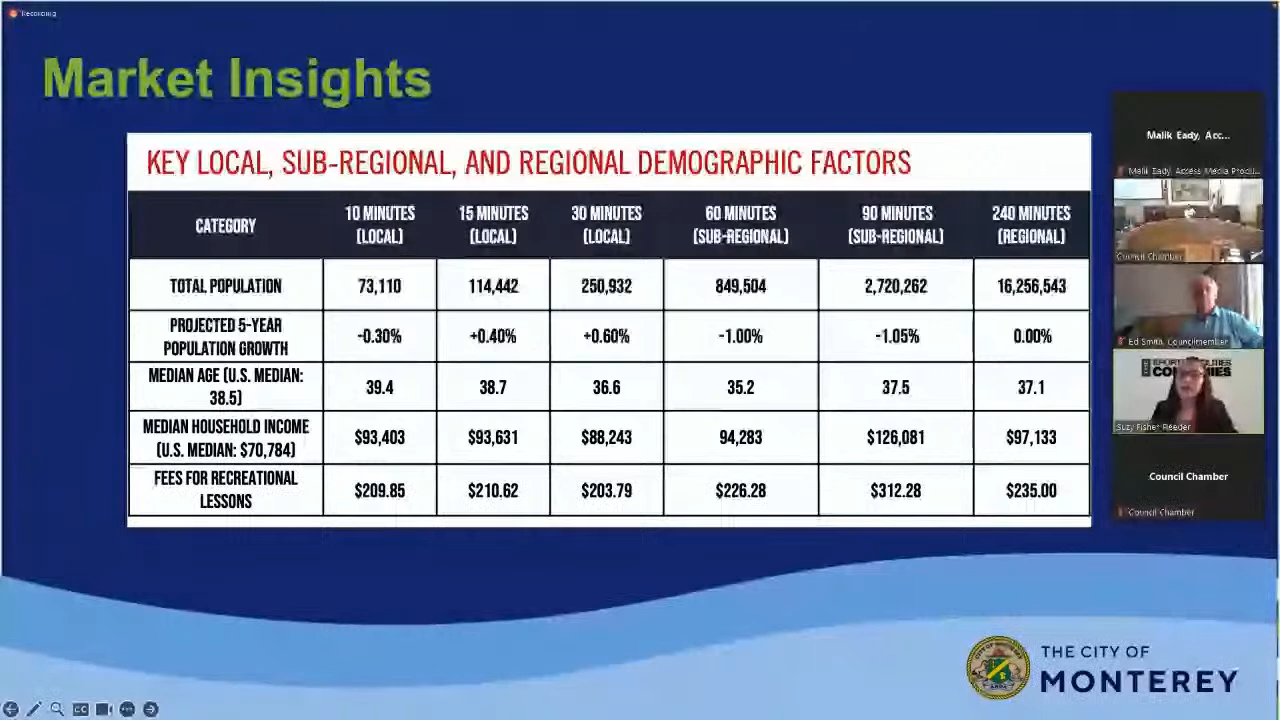 Recording
Market Insights
KEY LOCAL, SUB-REGIONAL, AND REGIONAL DEMOGRAPHIC FACTORS
CATEGORY
10 MINUTES
(LOCAL)
15 MINUTES
(LOCAL)
30 MINUTES
(LOCAL)
60 MINUTES
(SUB-REGIONAL)
90 MINUTES
(SUB-REGIONAL)
240 MINUTES
(REGIONAL)
TOTAL POPULATION 73,110 114,442 250,932 849,504 2,720,262 16,256,543
PROJECTED 5-YEAR
POPULATION GROWTH
-0.30% +0.40% +0.60% -1.00% -1.05% 0.00%
MEDIAN AGE (U.S. MEDIAN:
38.5)
39.4 38.7 36.6 35.2 37.5 37.1
MEDIAN HOUSEHOLD INCOME
(U.S. MEDIAN: $70,784)
$93,403 $93,631 $88,243 94,283 $126,081 $97,133
FEES FOR RECREATIONAL
LESSONS
$209.85 $210.62 $203.79 $226.28 $312.28 $235.00
Malik Eady, Acc...
Malik Eady, Access Media
Council Chamber
Ed Smith, Councilmember
COMPANIES
Suzy Fisher Reeder
Council Chamber
Council Chamber
CC
THE CITY OF
MONTEREY